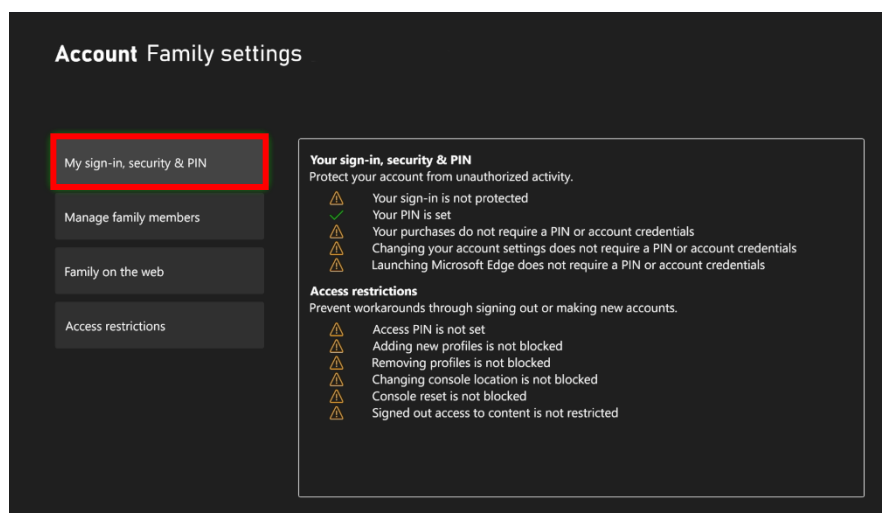 Account Family settings
My sign-in, security & PIN
Manage family members
Family on the web
Access restrictions
Your sign-in, security & PIN
Protect your account from unauthorized activity.
Your sign-in is not protected
Your PIN is set
Your purchases do not require a PIN or account credentials
Changing your account settings does not require a PIN or account credentials
Launching Microsoft Edge does not require a PIN or account credentials
Access restrictions
Prevent workarounds through signing out or making new accounts.
Access PIN is not set
Adding new profiles is not blocked
Removing profiles is not blocked
Changing console location is not blocked
Console reset is not blocked
Signed out access to content is not restricted